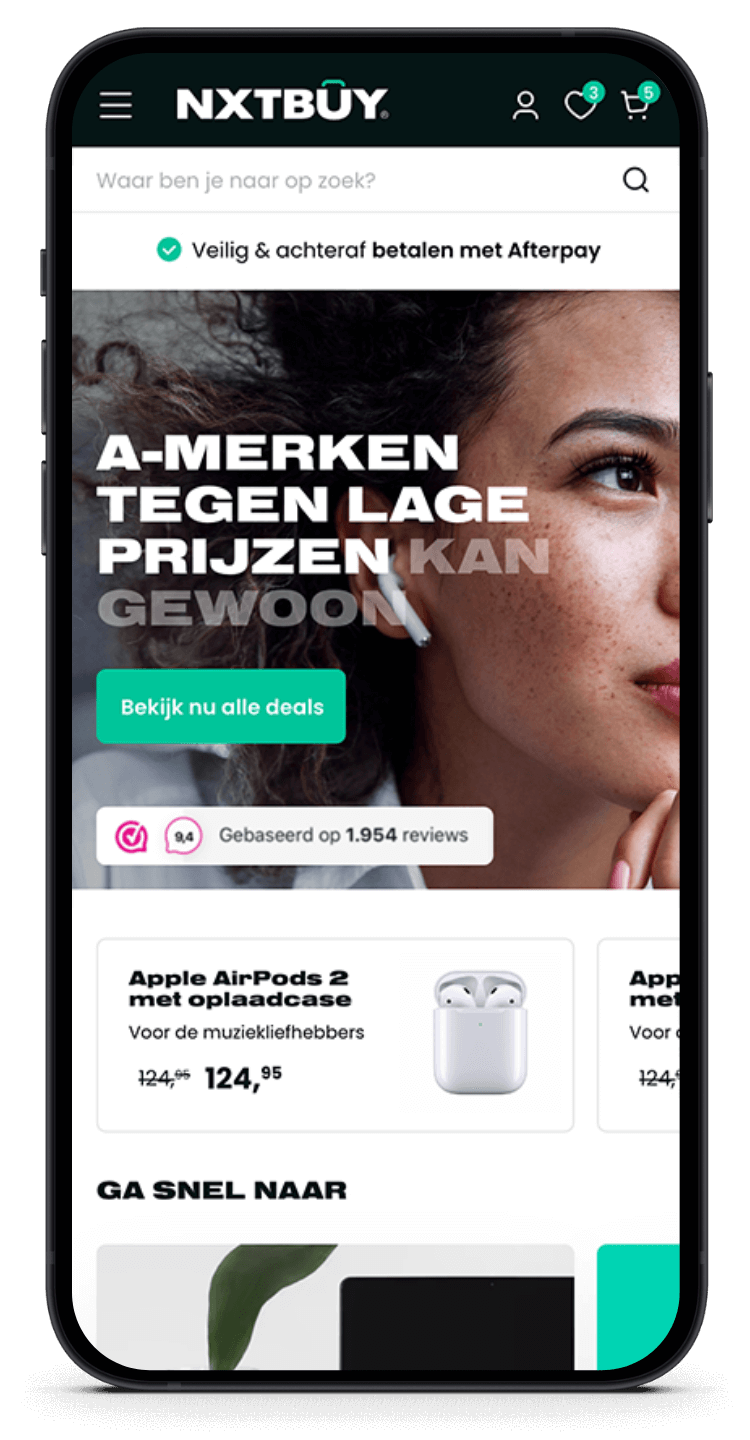 NXTBUY®
3
5
Waar ben je naar op zoek?
Veilig & achteraf betalen met Afterpay
A-MERKEN
TEGEN LAGE
PRIJZEN KAN
GEWOON
Bekijk nu alle deals
9,4 Gebaseerd op 1.954 reviews
Apple AirPods 2
met oplaadcase
Voor de muziekliefhebbers
124,95 124,95
App
met
Voor
124,
GA SNEL NAAR